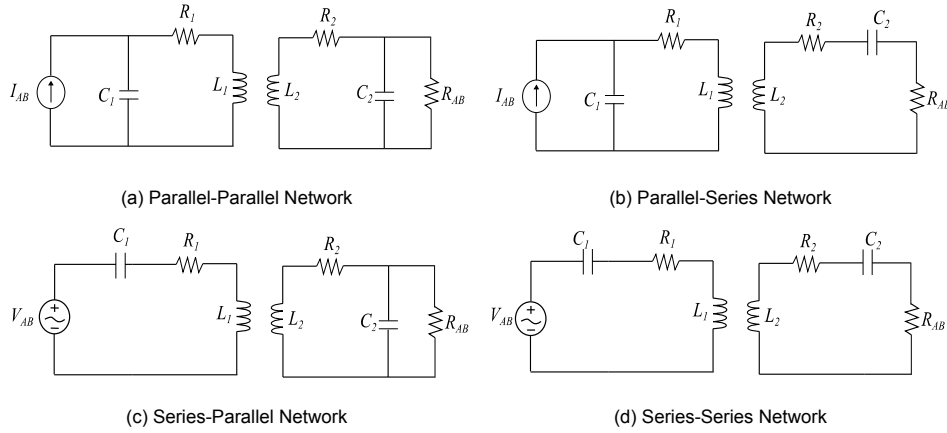 R1
R2
IAB
C1
L1
L2
C2
RAB
(a) Parallel-Parallel Network
R1
R2
C2
IAB
C1
L1
L2
RAB
(b) Parallel-Series Network
C1
R1
R2
VAB
L1
L2
C2
RAB
(c) Series-Parallel Network
C1
R1
R2
C2
VAB
L1
L2
RAB
(d) Series-Series Network